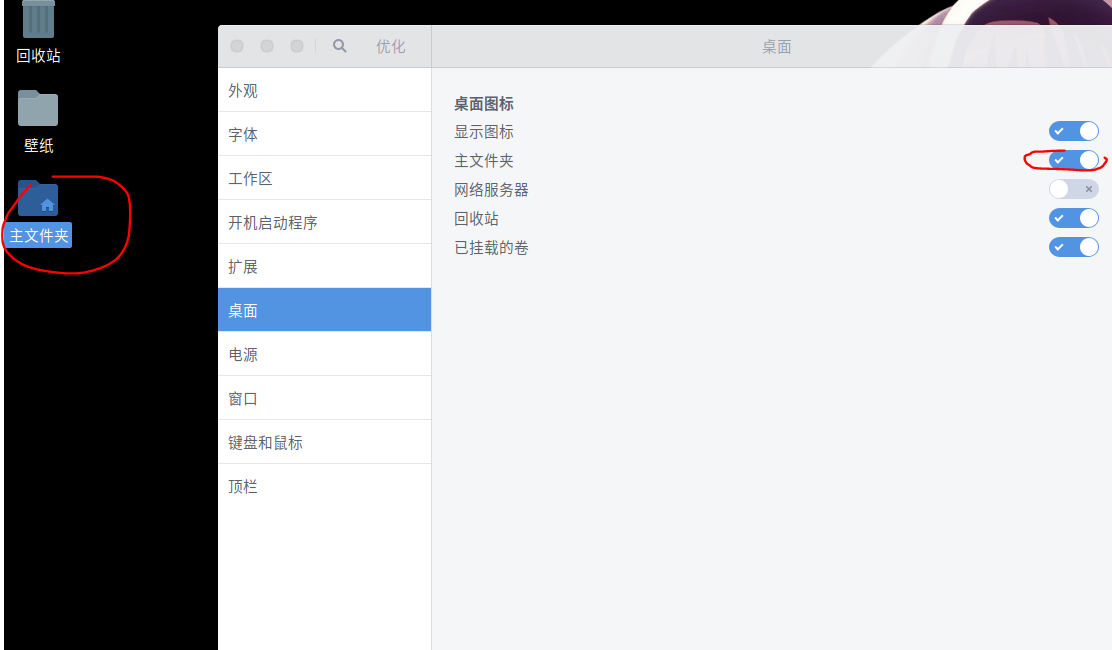 回收站
壁纸
主文件夹
优化
桌面
外观
字体
工作区
开机启动程序
扩展
桌面
电源
窗口
键盘和鼠标
顶栏
桌面图标
显示图标
主文件夹
网络服务器
回收站
已挂载的卷